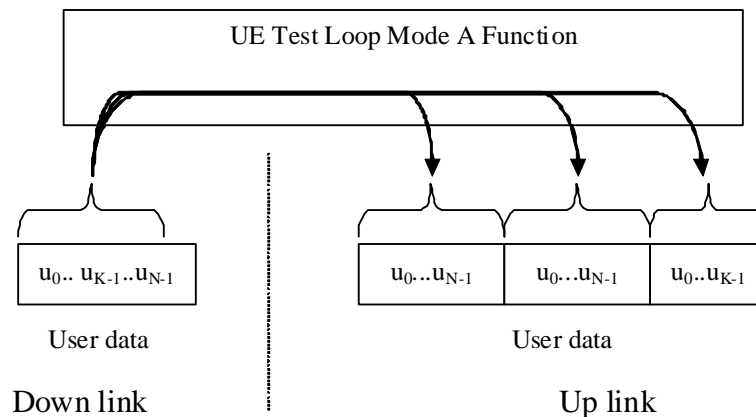 UE Test Loop Mode A Function
u0.. uK-1..uN-1
u0...uN-1
u0...uN-1
u0..uK-1
User data
User data
Down link
Up link